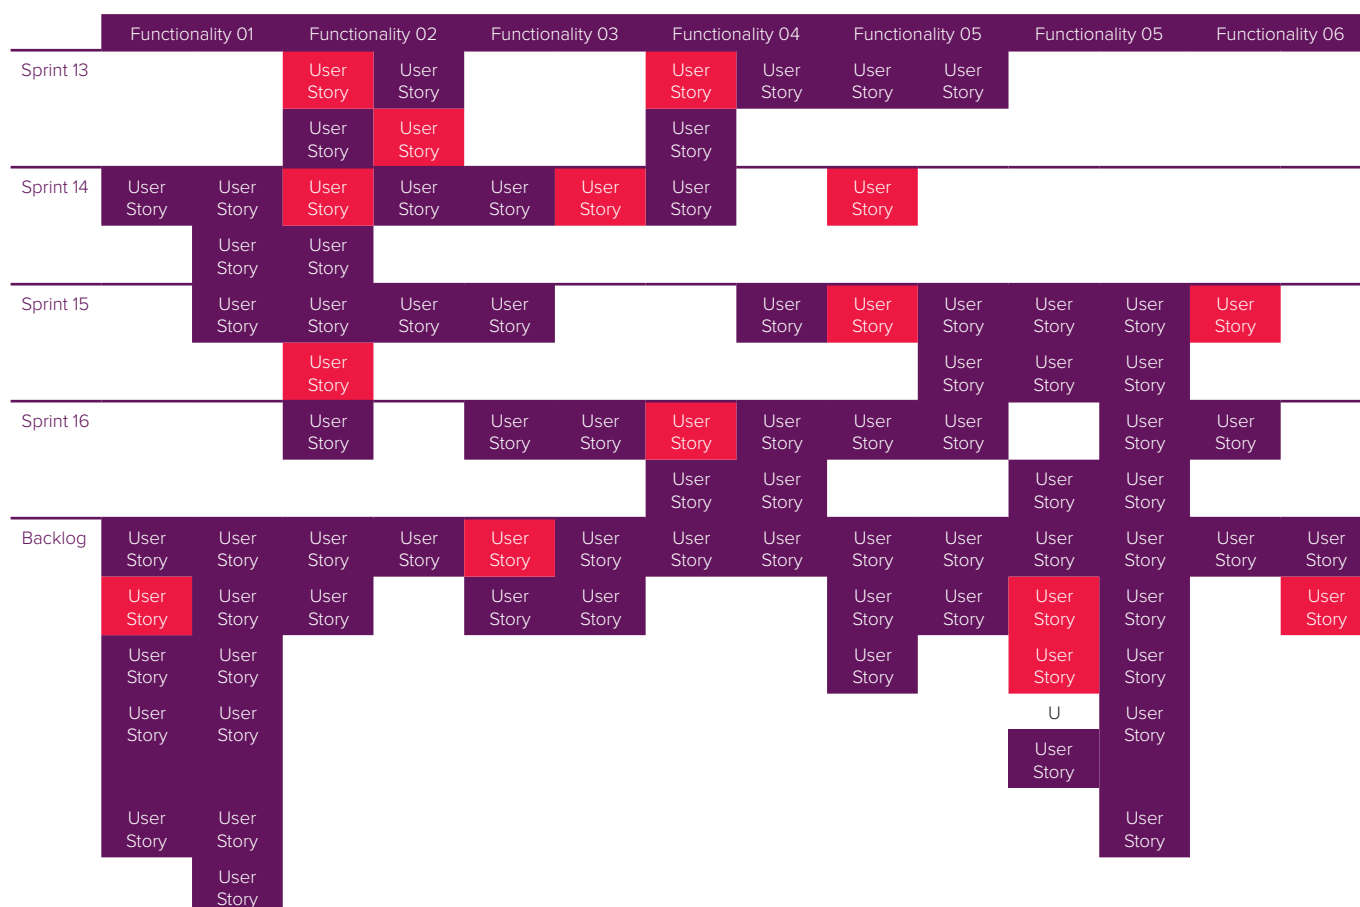 Functionality 01 Functionality 02 Functionality 03 Functionality 04 Functionality 05 Functionality 05 Functionality 06
Sprint 13 User User User User User User
Story Story Story Story Story Story
User User User
Story Story Story
Sprint 14 User User User User User User User User
Story Story Story Story Story Story Story Story
User User
Story Story
Sprint 15 User User User User User User User User User User
Story Story Story Story Story Story Story Story Story Story
User User User User
Story Story Story Story
Sprint 16 User User User User User User User User User
Story Story Story Story Story Story Story Story Story
User User User User
Story Story Story Story
Backlog User User User User User User User User User User User User User User
Story Story Story Story Story Story Story Story Story Story Story Story Story Story
User User User User User User User User User User
Story Story Story Story Story Story Story Story Story Story
User User User User User
Story Story Story Story Story
User User U User
Story Story Story
User
Story
User User User
Story Story Story
User
Story